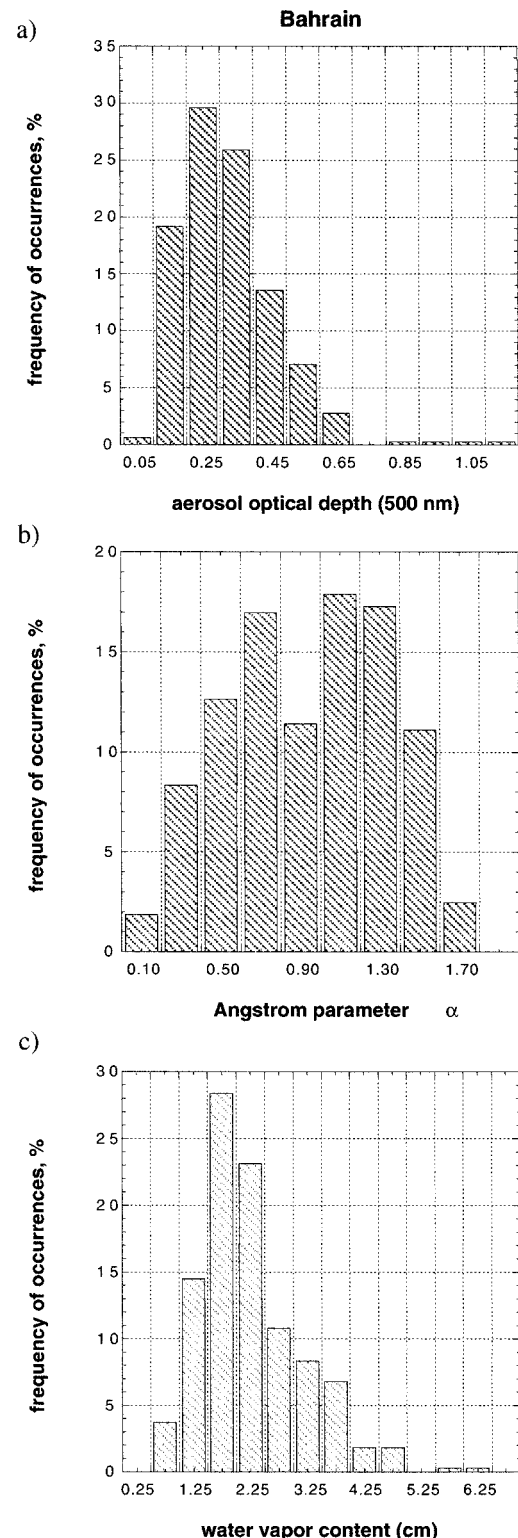 Bahrain
a)
35
30
25
20
15
10
5
0
frequency of occurrences, %
0.05 0.25 0.45 0.65 0.85 1.05
aerosol optical depth (500 nm)
b)
20
15
10
5
0
frequency of occurrences, %
0.10 0.50 0.90 1.30 1.70
Angstrom parameter α
c)
30
25
20
15
10
5
0
frequency of occurrences, %
0.25 1.25 2.25 3.25 4.25 5.25 6.25
water vapor content (cm)